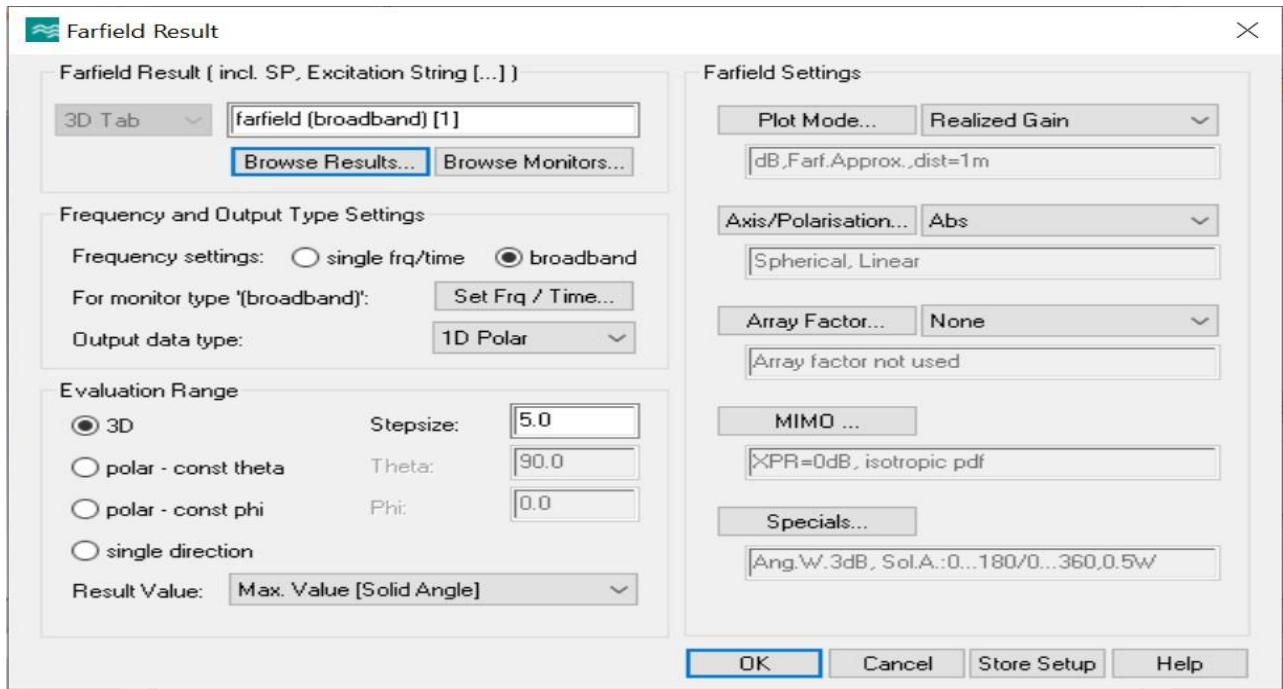 Farfield Result
Farfield Result ( incl. SP, Excitation String [...] )
3D Tab
farfield (broadband) [1]
Browse Results...
Browse Monitors...
Frequency and Output Type Settings
Frequency settings:
single frq/time
broadband
For monitor type '(broadband)':
Set Frq / Time...
Output data type:
1D Polar
Evaluation Range
3D
Stepsize:
5.0
polar - const theta
Theta:
90.0
polar - const phi
Phi:
0.0
single direction
Result Value:
Max. Value [Solid Angle]
Farfield Settings
Plot Mode...
Realized Gain
dB,Farf.Approx.,dist=1m
Axis/Polarisation...
Abs
Spherical, Linear
Array Factor...
None
Array factor not used
MIMO ...
XPR=0dB, isotropic pdf
Specials...
Ang.W.3dB, Sol.A.:0...180/0...360,0.5W
OK
Cancel
Store Setup
Help